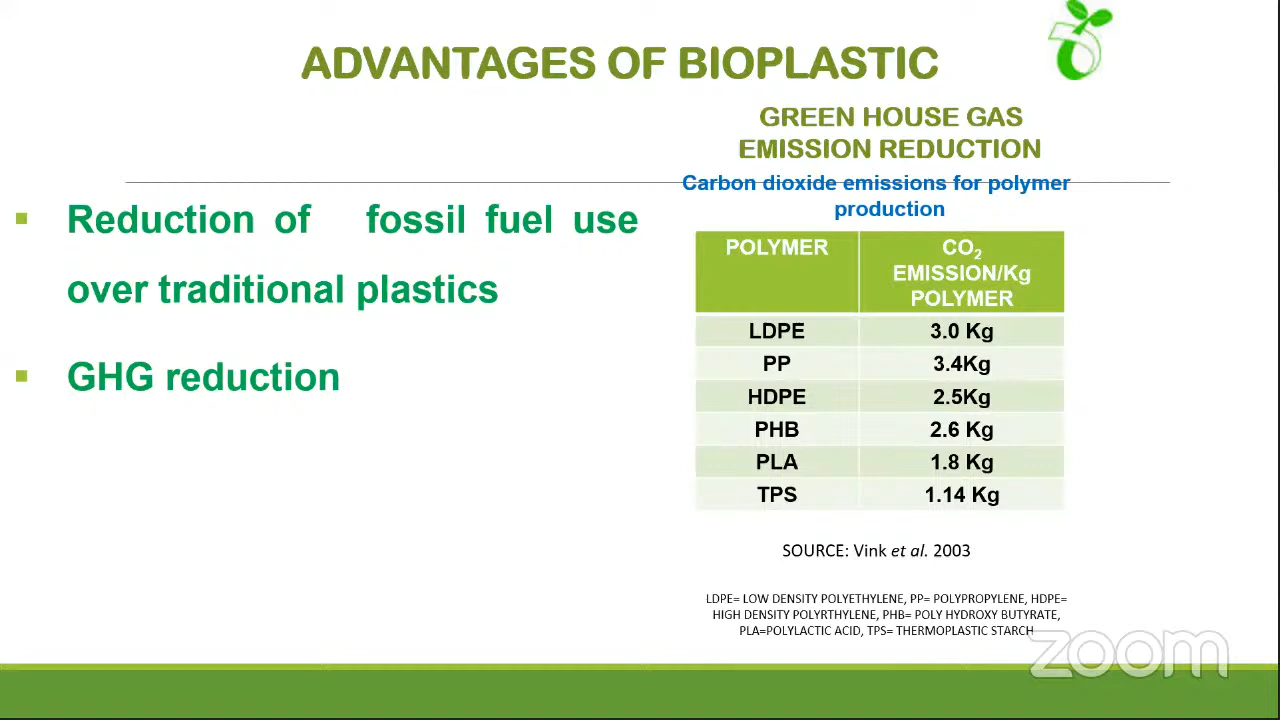 ADVANTAGES OF BIOPLASTIC
GREEN HOUSE GAS
EMISSION REDUCTION
Carbon dioxide emissions for polymer
production
▪ Reduction of fossil fuel use
over traditional plastics
▪ GHG reduction
POLYMER CO₂
EMISSION/Kg
POLYMER
LDPE 3.0 Kg
PP 3.4Kg
HDPE 2.5Kg
PHB 2.6 Kg
PLA 1.8 Kg
TPS 1.14 Kg
SOURCE: Vink et al. 2003
LDPE= LOW DENSITY POLYETHYLENE, PP= POLYPROPYLENE, HDPE=
HIGH DENSITY POLYRTHYLENE, PHB= POLY HYDROXY BUTYRATE,
PLA=POLYLACTIC ACID, TPS= THERMOPLASTIC STARCH
zoom